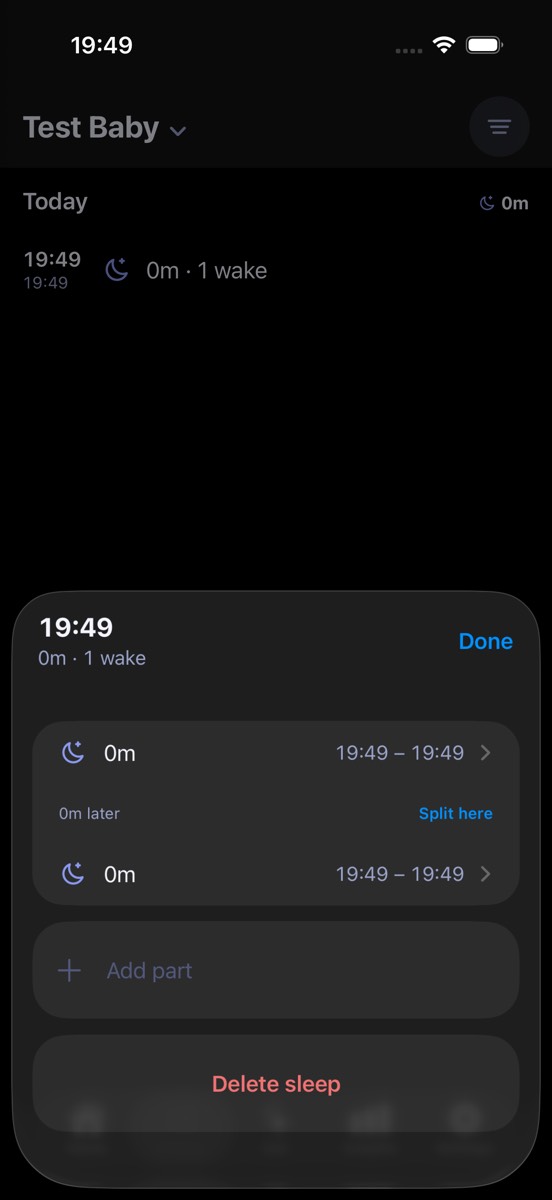 19:49
Test Baby
Today
0m
19:49
19:49
0m · 1 wake
19:49
0m · 1 wake
Done
0m
19:49 – 19:49
0m later
Split here
0m
19:49 – 19:49
Add part
Delete sleep